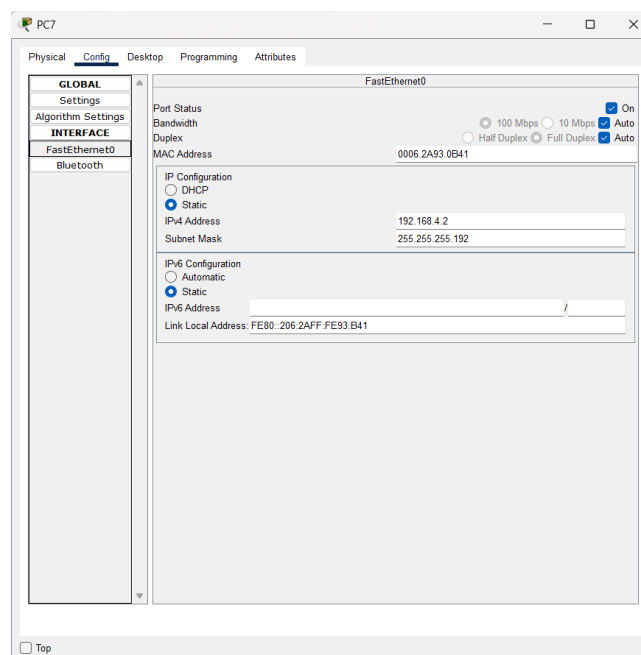 PC7
Physical Config Desktop Programming Attributes
GLOBAL
Settings
Algorithm Settings
INTERFACE
FastEthernet0
Bluetooth
FastEthernet0
Port Status On
Bandwidth 100 Mbps 10 Mbps Auto
Duplex Half Duplex Full Duplex Auto
MAC Address 0006.2A93.0B41
IP Configuration
DHCP
Static
IPv4 Address 192.168.4.2
Subnet Mask 255.255.255.192
IPv6 Configuration
Automatic
Static
IPv6 Address /
Link Local Address: FE80::206:2AFF:FE93:B41
Top